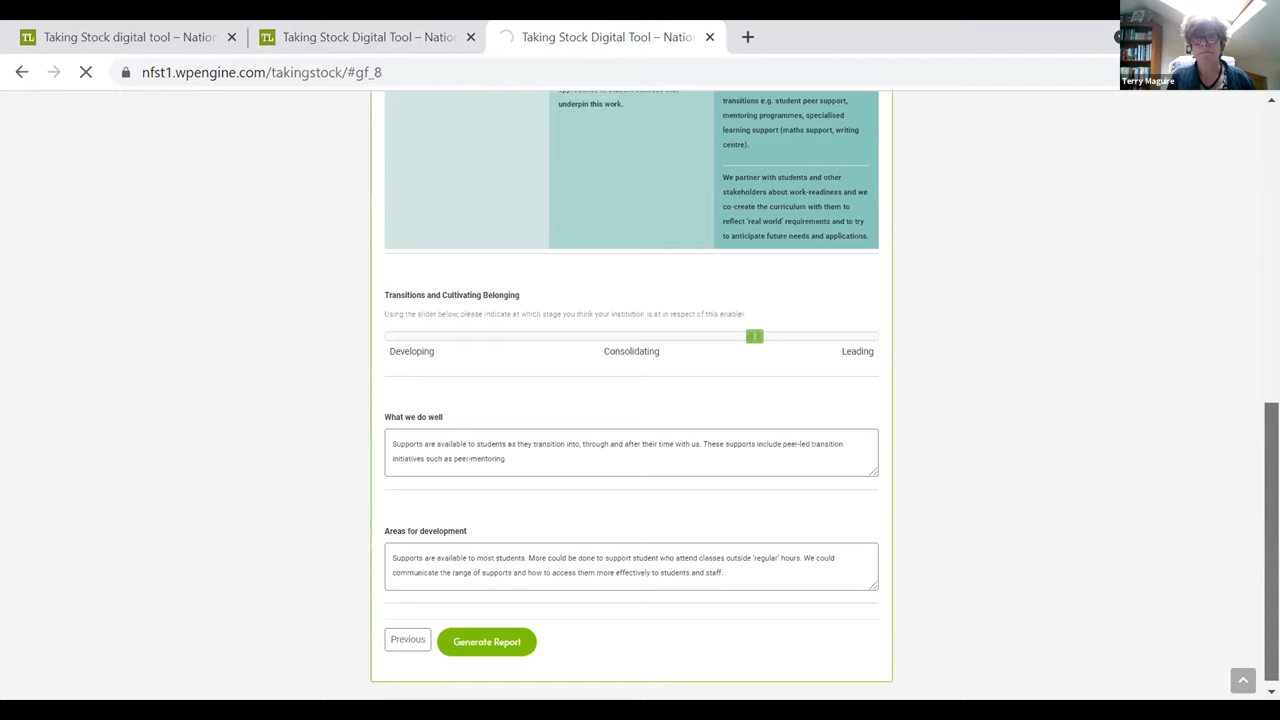 TL Taking Stock digital tool – Nation
TL Taking Stock Digital Tool – Nation
Taking Stock Digital Tool – Nation
nfst1.wpengine.com/takingstock/#gf_8
Terry Maguire
underpin this work.
transitions e.g. student peer support,
mentoring programmes, specialised
learning support (maths support, writing
centre).
We partner with students and other
stakeholders about work-readiness and we
co-create the curriculum with them to
reflect 'real world' requirements and to try
to anticipate future needs and applications.
Transitions and Cultivating Belonging
Using the slider below, please indicate at which stage you think your institution is at in respect of this enabler.
Developing Consolidating Leading
What we do well
Supports are available to students as they transition into, through and after their time with us. These supports include peer-led transition
initiatives such as peer-mentoring.
Areas for development
Supports are available to most students. More could be done to support student who attend classes outside 'regular' hours. We could
communicate the range of supports and how to access them more effectively to students and staff.
Previous Generate Report